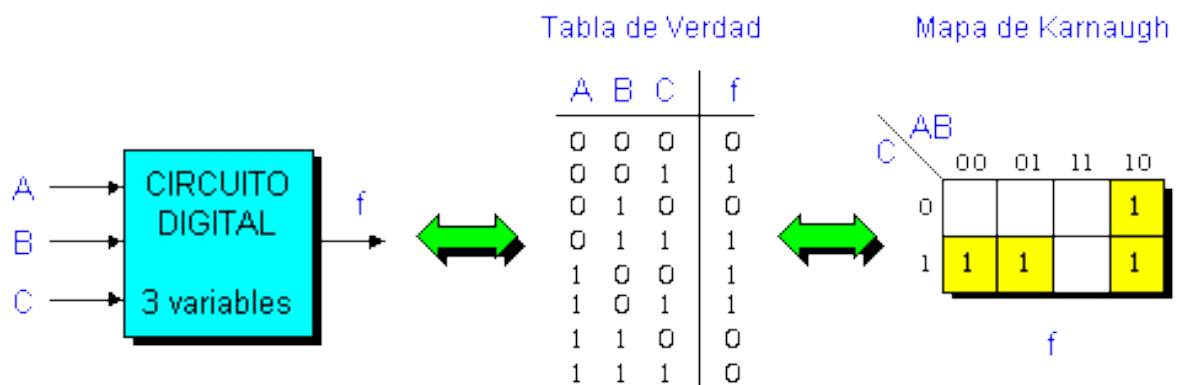 Tabla de Verdad
A B C f
0 0 0 0
0 0 1 1
0 1 0 0
0 1 1 1
1 0 0 1
1 0 1 1
1 1 0 0
1 1 1 0
Mapa de Karnaugh
AB
C
00 01 11 10
0 1
1 1 1 1
f
A
B
C
CIRCUITO
DIGITAL
3 variables
f